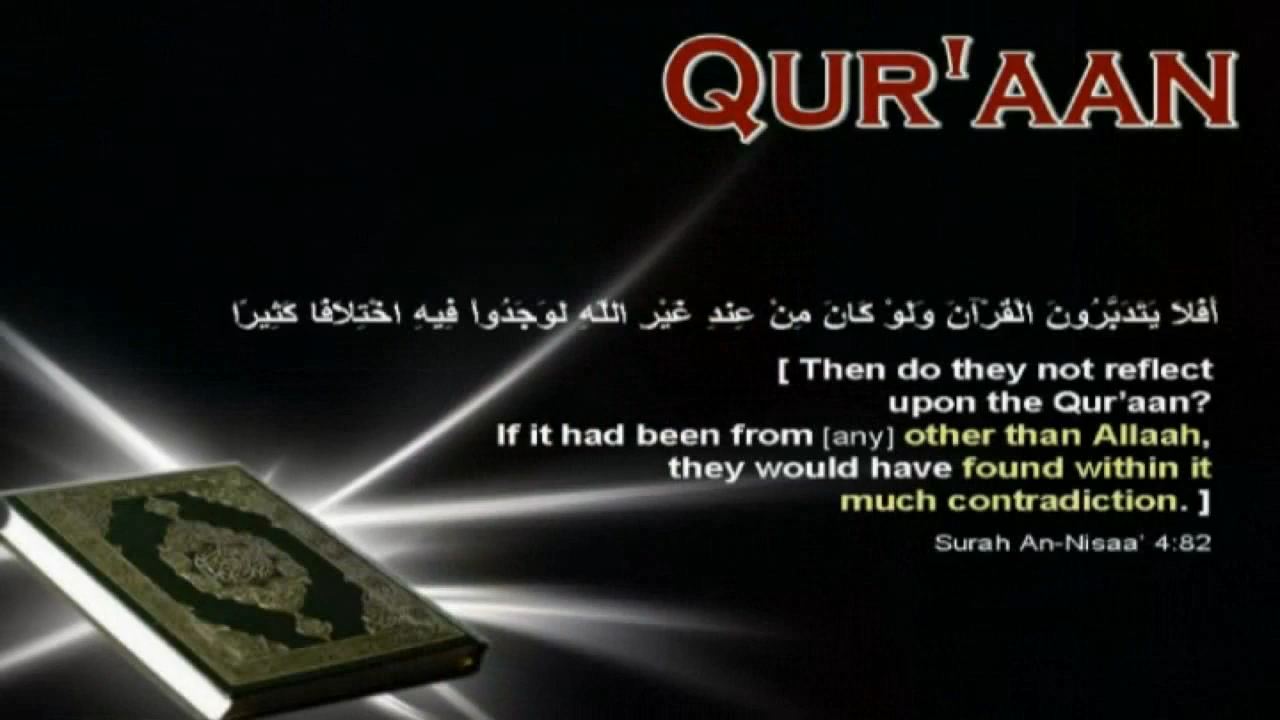 QUR'AAN
أَفَلَا يَتَدَبَّرُونَ الْقُرْآنَ وَلَوْ كَانَ مِنْ عِندِ غَيْرِ اللّهِ لَوَجَدُواْ فِيهِ اخْتِلَافًا كَثِيرًا
[ Then do they not reflect
upon the Qur'aan?
If it had been from [any] other than Allaah,
they would have found within it
much contradiction. ]
Surah An-Nisaa' 4:82